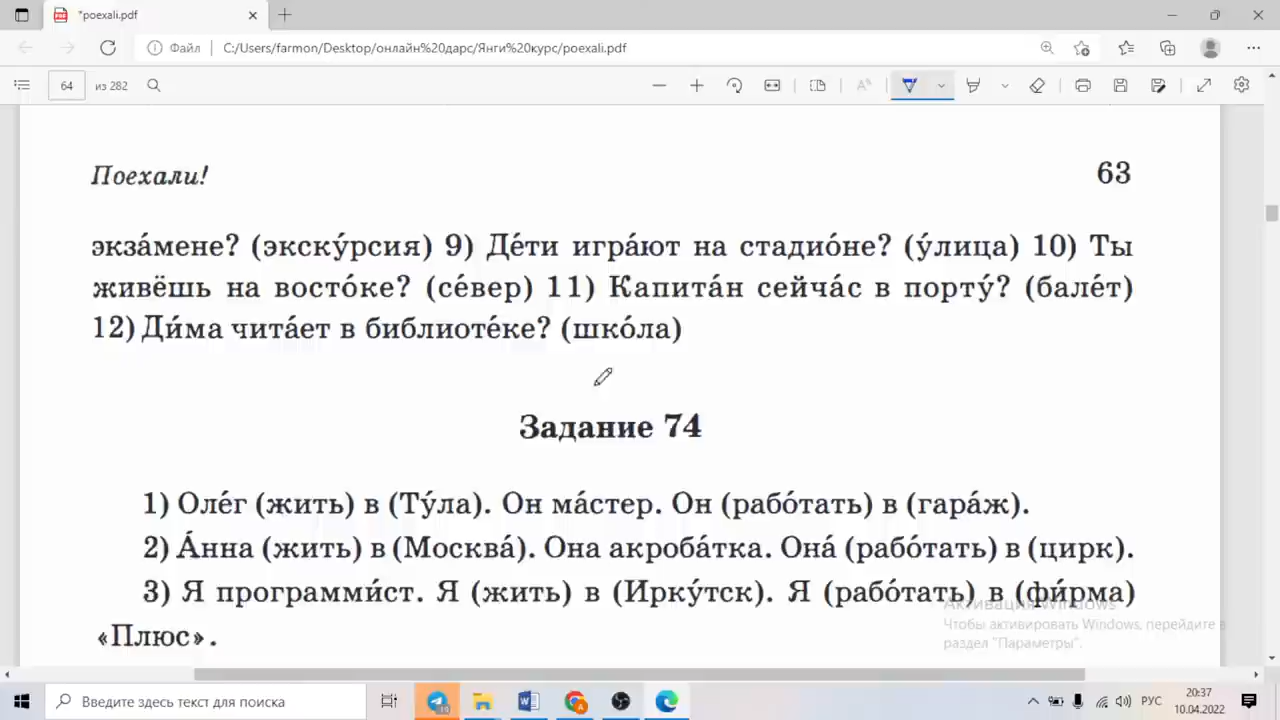 *poexali.pdf
Файл
C:/Users/farmon/Desktop/онлайн%20дарс/Янги%20курс/poexali.pdf
64
из 282
Поехали!
63
экза́мене? (экску́рсия) 9) Де́ти игра́ют на стадио́не? (у́лица) 10) Ты
живёшь на восто́ке? (се́вер) 11) Капита́н сейча́с в порту́? (бале́т)
12) Ди́ма чита́ет в библиоте́ке? (шко́ла)
Задание 74
1) Оле́г (жить) в (Ту́ла). Он ма́стер. Он (рабо́тать) в (гара́ж).
2) А́нна (жить) в (Москва́). Она акроба́тка. Она́ (рабо́тать) в (цирк).
3) Я программи́ст. Я (жить) в (Ирку́тск). Я (рабо́тать) в (фи́рма)
«Плюс».
Активация Windows
Чтобы активировать Windows, перейдите в
раздел "Параметры".
Введите здесь текст для поиска
РУС
20:37
10.04.2022